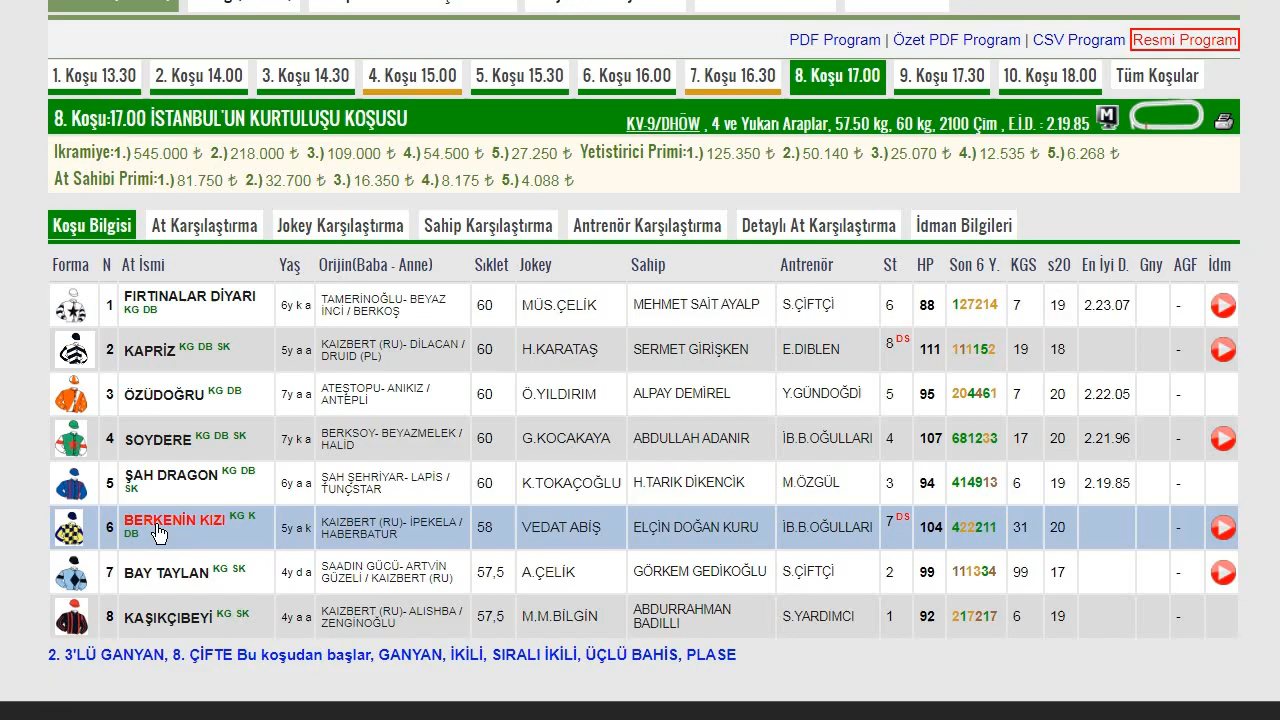 PDF Program | Özet PDF Program | CSV Program Resmi Program
1. Koşu 13.30 2. Koşu 14.00 3. Koşu 14.30 4. Koşu 15.00 5. Koşu 15.30 6. Koşu 16.00 7. Koşu 16.30 8. Koşu 17.00 9. Koşu 17.30 10. Koşu 18.00 Tüm Koşular
8. Koşu:17.00 İSTANBUL'UN KURTULUŞU KOŞUSU KV-9/DHÖW , 4 ve Yukarı Araplar, 57.50 kg, 60 kg, 2100 Çim , E.İ.D. : 2.19.85 M
Ikramiye:1.) 545.000 ₺ 2.) 218.000 ₺ 3.) 109.000 ₺ 4.) 54.500 ₺ 5.) 27.250 ₺ Yetistirici Primi:1.) 125.350 ₺ 2.) 50.140 ₺ 3.) 25.070 ₺ 4.) 12.535 ₺ 5.) 6.268 ₺
At Sahibi Primi:1.) 81.750 ₺ 2.) 32.700 ₺ 3.) 16.350 ₺ 4.) 8.175 ₺ 5.) 4.088 ₺
Koşu Bilgisi At Karşılaştırma Jokey Karşılaştırma Sahip Karşılaştırma Antrenör Karşılaştırma Detaylı At Karşılaştırma İdman Bilgileri
Forma N At İsmi Yaş Orijin(Baba - Anne) Sıklet Jokey Sahip Antrenör St HP Son 6 Y. KGS s20 En İyi D. Gny AGF İdm
1 FIRTINALAR DİYARI KG DB 6y k a TAMERİNOĞLU- BEYAZ İNCİ / BERKOŞ 60 MÜS.ÇELİK MEHMET SAİT AYALP S.ÇİFTÇİ 6 88 127214 7 19 2.23.07 -
2 KAPRİZ KG DB SK 5y a a KAIZBERT (RU)- DİLACAN / DRUID (PL) 60 H.KARATAŞ SERMET GİRİŞKEN E.DIBLEN 8 DS 111 111152 19 18 -
3 ÖZÜDOĞRU KG DB 7y a a ATEŞTOPU- ANIKIZ / ANTEPLİ 60 Ö.YILDIRIM ALPAY DEMİREL Y.GÜNDOĞDİ 5 95 204461 7 20 2.22.05 -
4 SOYDERE KG DB SK 7y k a BERKSOY- BEYAZMELEK / HALİD 60 G.KOCAKAYA ABDULLAH ADANIR İB.B.OĞULLARI 4 107 681233 17 20 2.21.96 -
5 ŞAH DRAGON KG DB SK 6y a a ŞAH ŞEHRİYAR- LAPİS / TUNÇSTAR 60 K.TOKAÇOĞLU H.TARIK DİKENCİK M.ÖZGÜL 3 94 414913 6 19 2.19.85 -
6 BERKENİN KIZI KG K DB 5y a k KAIZBERT (RU)- İPEKELA / HABERBATUR 58 VEDAT ABİŞ ELÇİN DOĞAN KURU İB.B.OĞULLARI 7 DS 104 422211 31 20 -
7 BAY TAYLAN KG SK 4y d a SAADIN GÜCÜ- ARTVİN GÜZELİ / KAIZBERT (RU) 57,5 A.ÇELİK GÖRKEM GEDİKOĞLU S.ÇİFTÇİ 2 99 111334 99 17 -
8 KAŞIKÇIBEYİ KG SK 4y a a KAIZBERT (RU)- ALISHBA / ZENGİNOĞLU 57,5 M.M.BİLGİN ABDURRAHMAN BADILLI S.YARDIMCI 1 92 217217 6 19 -
2. 3'LÜ GANYAN, 8. ÇİFTE Bu koşudan başlar, GANYAN, İKİLİ, SIRALI İKİLİ, ÜÇLÜ BAHİS, PLASE